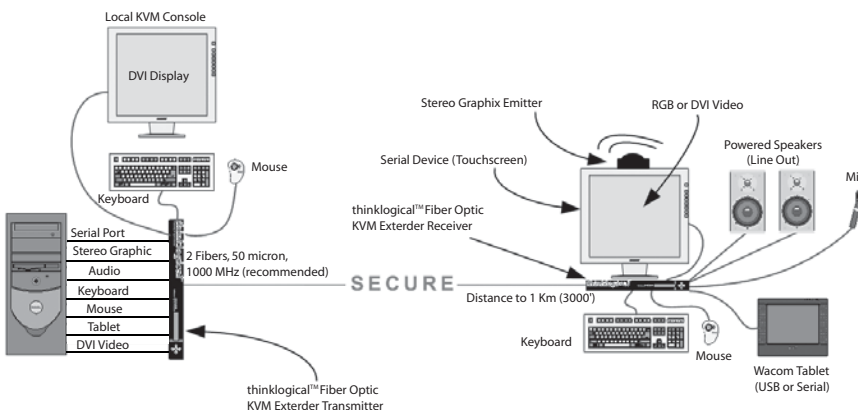 Local KVM Console
DVI Display
Mouse
Keyboard
Serial Port
Stereo Graphic
Audio
Keyboard
Mouse
Tablet
DVI Video
2 Fibers, 50 micron,
1000 MHz (recommended)
thinklogical™ Fiber Optic
KVM Exterder Transmitter
SECURE
Distance to 1 Km (3000')
Stereo Graphix Emitter
RGB or DVI Video
Serial Device (Touchscreen)
thinklogical™ Fiber Optic
KVM Exterder Receiver
Powered Speakers
(Line Out)
Mi
Keyboard
Mouse
Wacom Tablet
(USB or Serial)